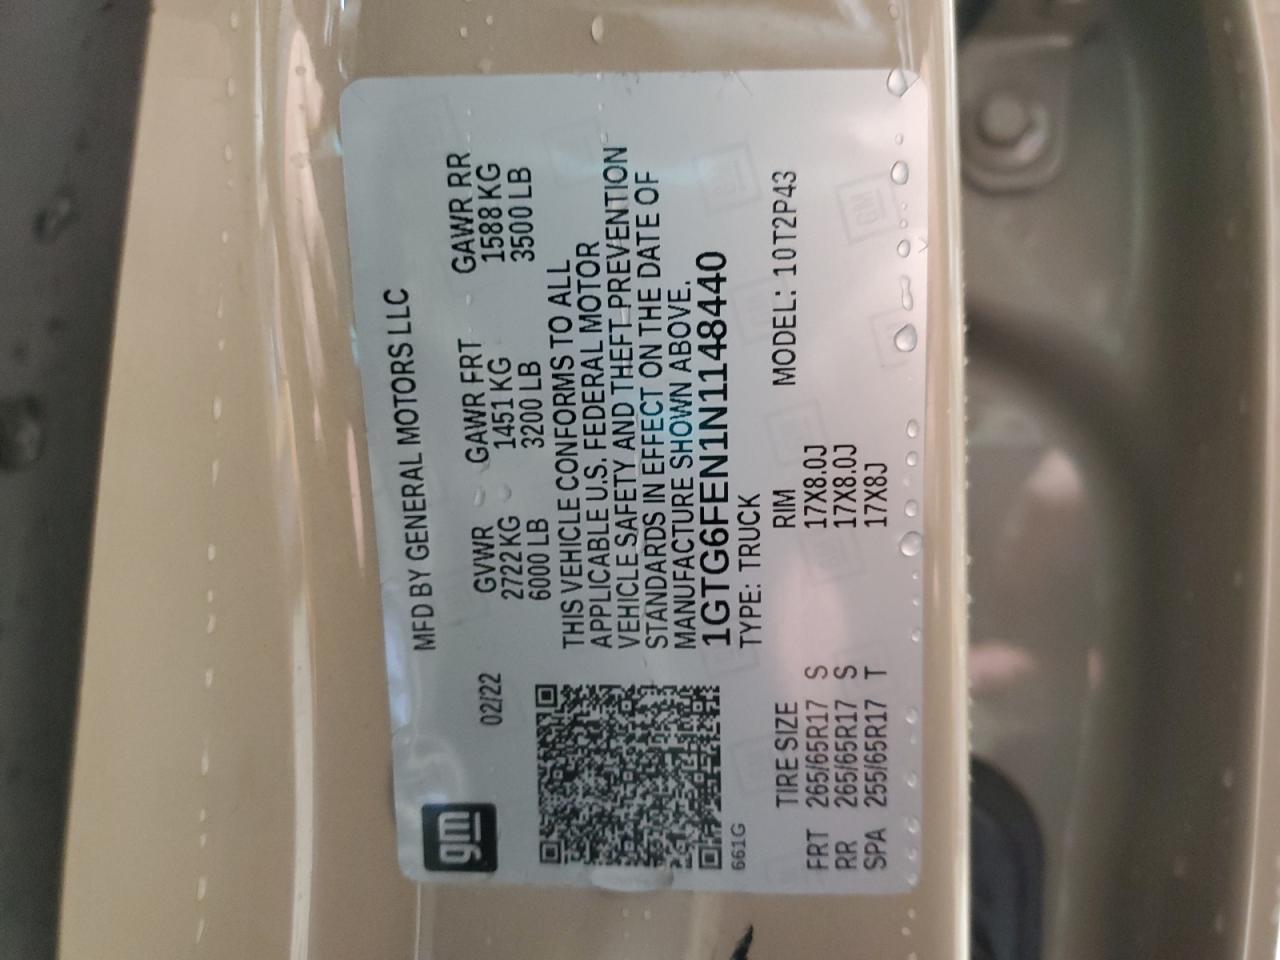 gm
MFD BY GENERAL MOTORS LLC
02/22
GVWR GAWR FRT GAWR RR
2722 KG 1451 KG 1588 KG
6000 LB 3200 LB 3500 LB
THIS VEHICLE CONFORMS TO ALL
APPLICABLE U.S. FEDERAL MOTOR
VEHICLE SAFETY AND THEFT PREVENTION
STANDARDS IN EFFECT ON THE DATE OF
MANUFACTURE SHOWN ABOVE.
1GTG6FEN1N1148440
661G
TYPE: TRUCK
TIRE SIZE RIM MODEL: 10T2P43
FRT 265/65R17 S 17X8.0J
RR 265/65R17 S 17X8.0J
SPA 255/65R17 T 17X8J
GM